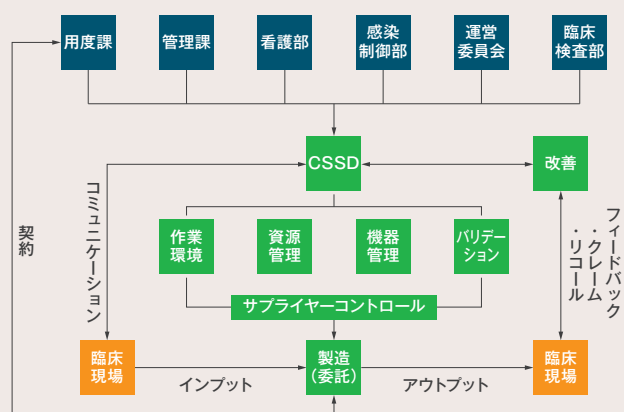 用度課
管理課
看護部
感染
制御部
運営
委員会
臨床
検査部
CSSD
改善
契約
コミュニケーション
作業
環境
資源
管理
機器
管理
バリデー
ション
フィードバック
・クレーム
・リコール
サプライヤーコントロール
臨床
現場
インプット
製造
(委託)
アウトプット
臨床
現場